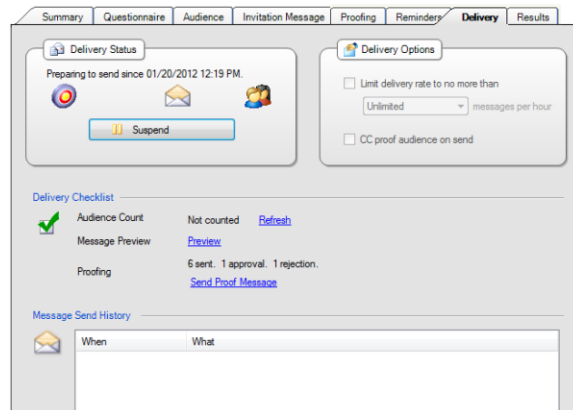 Summary Questionnaire Audience Invitation Message Proofing Reminders Delivery Results
Delivery Status
Preparing to send since 01/20/2012 12:19 PM.
Suspend
Delivery Options
Limit delivery rate to no more than
Unlimited messages per hour
CC proof audience on send
Delivery Checklist
Audience Count Not counted Refresh
Message Preview Preview
Proofing 6 sent. 1 approval. 1 rejection.
Send Proof Message
Message Send History
When What